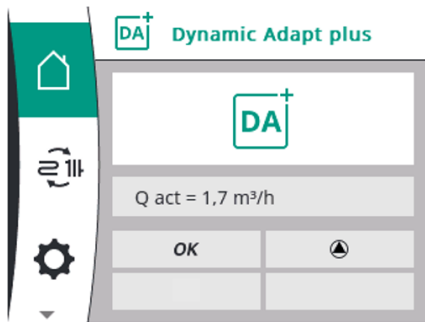 DA+ Dynamic Adapt plus
DA+
Q act = 1,7 m³/h
OK